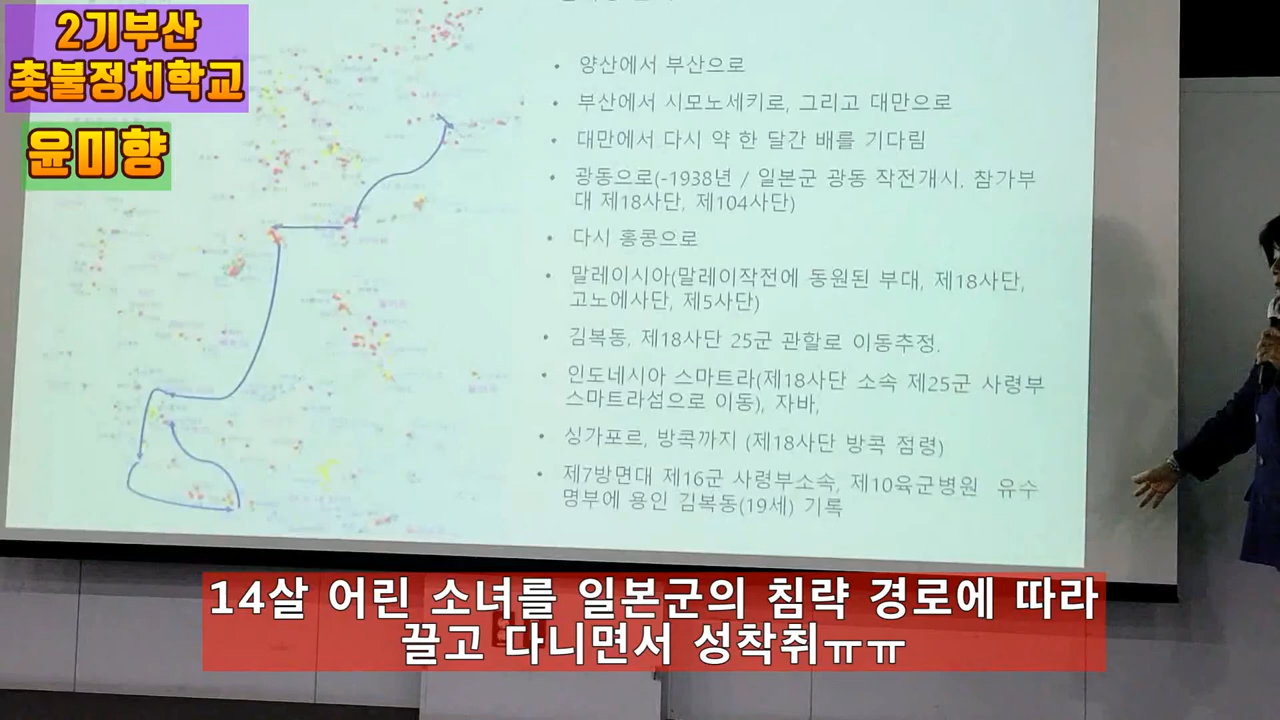 2기부산
촛불정치학교
윤미향
• 양산에서 부산으로
• 부산에서 시모노세키로, 그리고 대만으로
• 대만에서 다시 약 한 달간 배를 기다림
• 광동으로(-1938년 / 일본군 광동 작전개시. 참가부
대 제18사단, 제104사단)
• 다시 홍콩으로
• 말레이시아(말레이작전에 동원된 부대, 제18사단,
고노에사단, 제5사단)
• 김복동, 제18사단 25군 관할로 이동추정.
• 인도네시아 스마트라(제18사단 소속 제25군 사령부
스마트라섬으로 이동), 자바,
• 싱가포르, 방콕까지 (제18사단 방콕 점령)
• 제7방면대 제16군 사령부소속, 제10육군병원 유수
명부에 용인 김복동(19세) 기록
14살 어린 소녀를 일본군의 침략 경로에 따라
끌고 다니면서 성착취ㅠㅠ